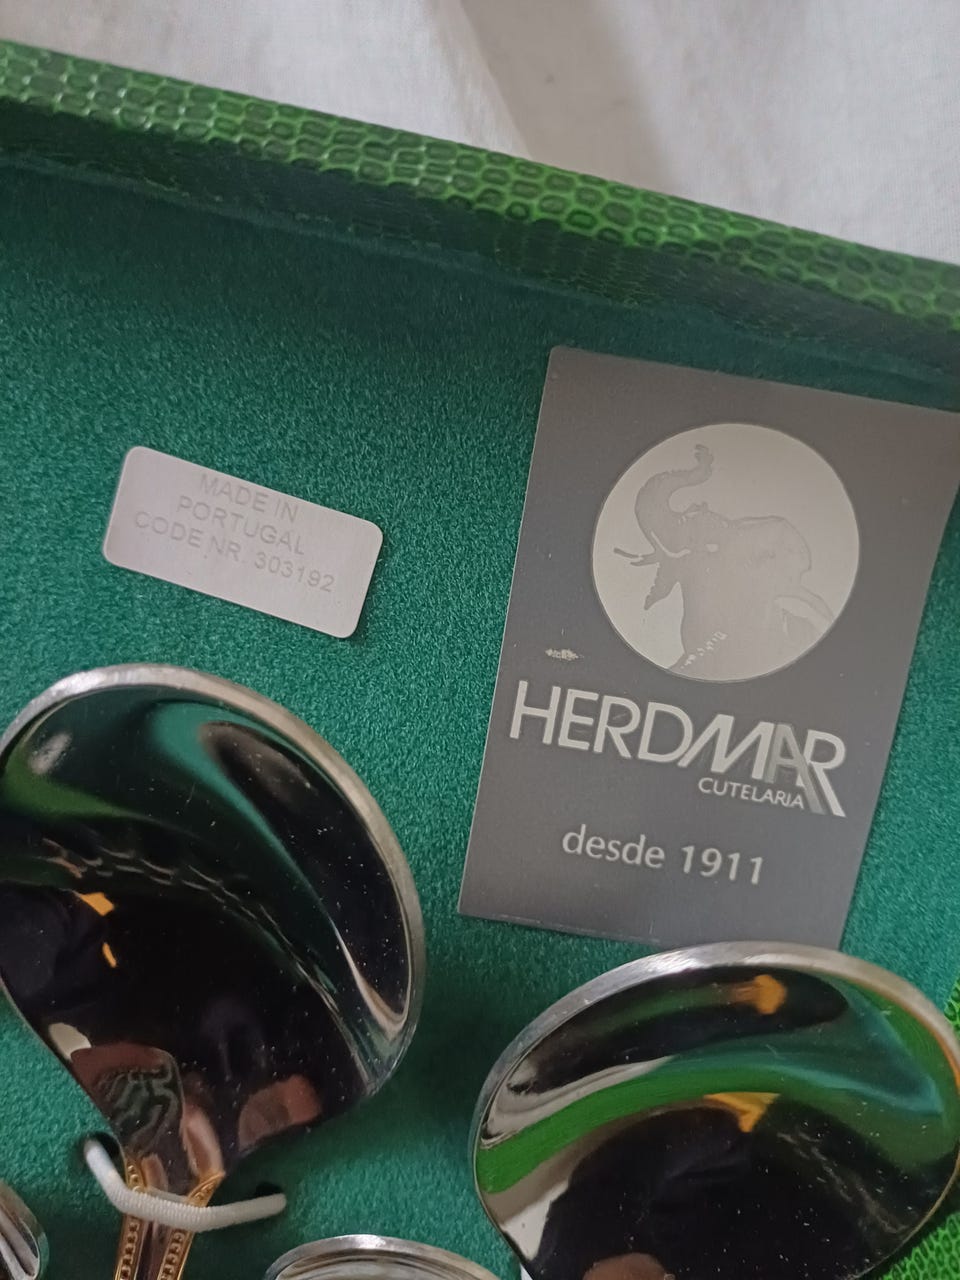 MADE IN
PORTUGAL
CODE NR. 303192
HERDMAR
CUTELARIA
desde 1911